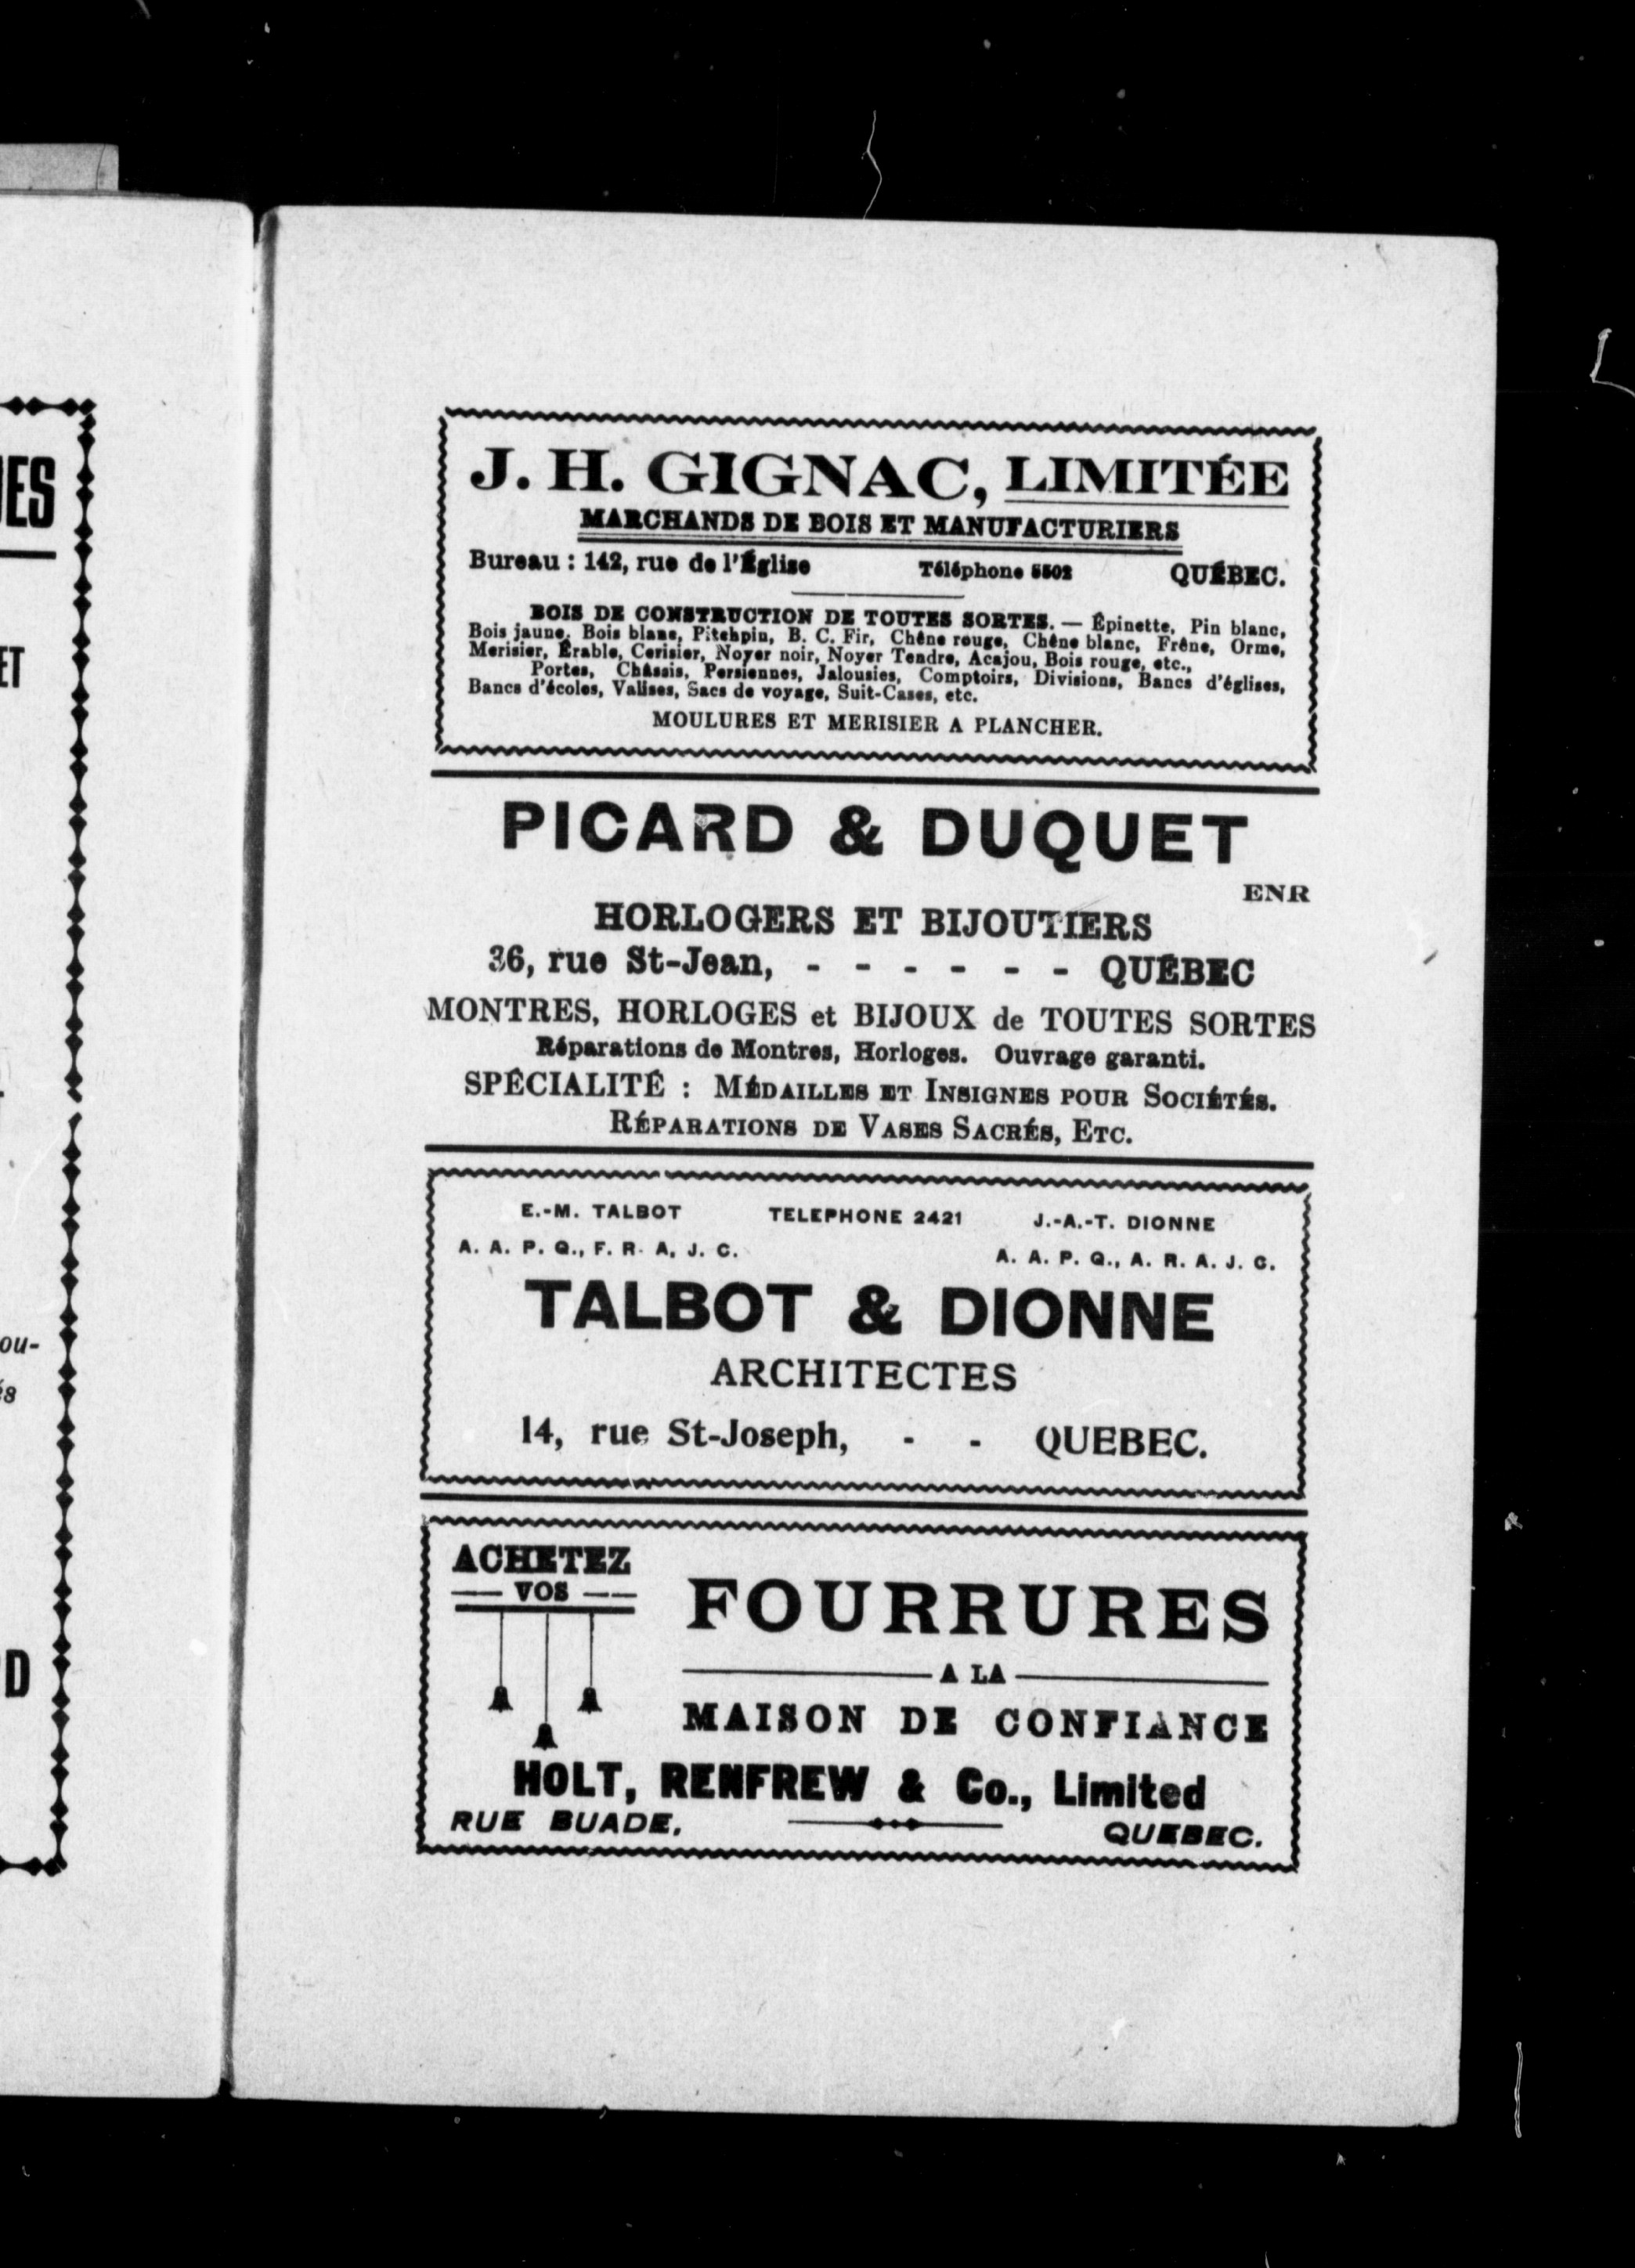 J. H. GIGNAC, LIMITÉE
MARCHANDS DE BOIS ET MANUFACTURIERS
Bureau : 142, rue de l'Église Téléphone 5502 QUÉBEC.
BOIS DE CONSTRUCTION DE TOUTES SORTES. — Épinette, Pin blanc,
Bois jaune, Bois blanc, Pitchpin, B. C. Fir, Chêne rouge, Chêne blanc, Frêne, Orme,
Merisier, Érable, Cerisier, Noyer noir, Noyer Tendre, Acajou, Bois rouge, etc.,
Portes, Châssis, Persiennes, Jalousies, Comptoirs, Divisions, Bancs d'églises,
Bancs d'écoles, Valises, Sacs de voyage, Suit-Cases, etc.
MOULURES ET MERISIER A PLANCHER.
PICARD & DUQUET
ENR
HORLOGERS ET BIJOUTIERS
36, rue St-Jean, - - - - - - QUÉBEC
MONTRES, HORLOGES et BIJOUX de TOUTES SORTES
Réparations de Montres, Horloges. Ouvrage garanti.
SPÉCIALITÉ : MÉDAILLES ET INSIGNES POUR SOCIÉTÉS.
RÉPARATIONS DE VASES SACRÉS, ETC.
E.-M. TALBOT TELEPHONE 2421 J.-A.-T. DIONNE
A. A. P. Q., F. R. A, J. C. A. A. P. Q., A. R. A. J. C.
TALBOT & DIONNE
ARCHITECTES
14, rue St-Joseph, - - QUEBEC.
ACHETEZ
— VOS —
FOURRURES
A LA
MAISON DE CONFIANCE
HOLT, RENFREW & Co., Limited
RUE BUADE. QUEBEC.